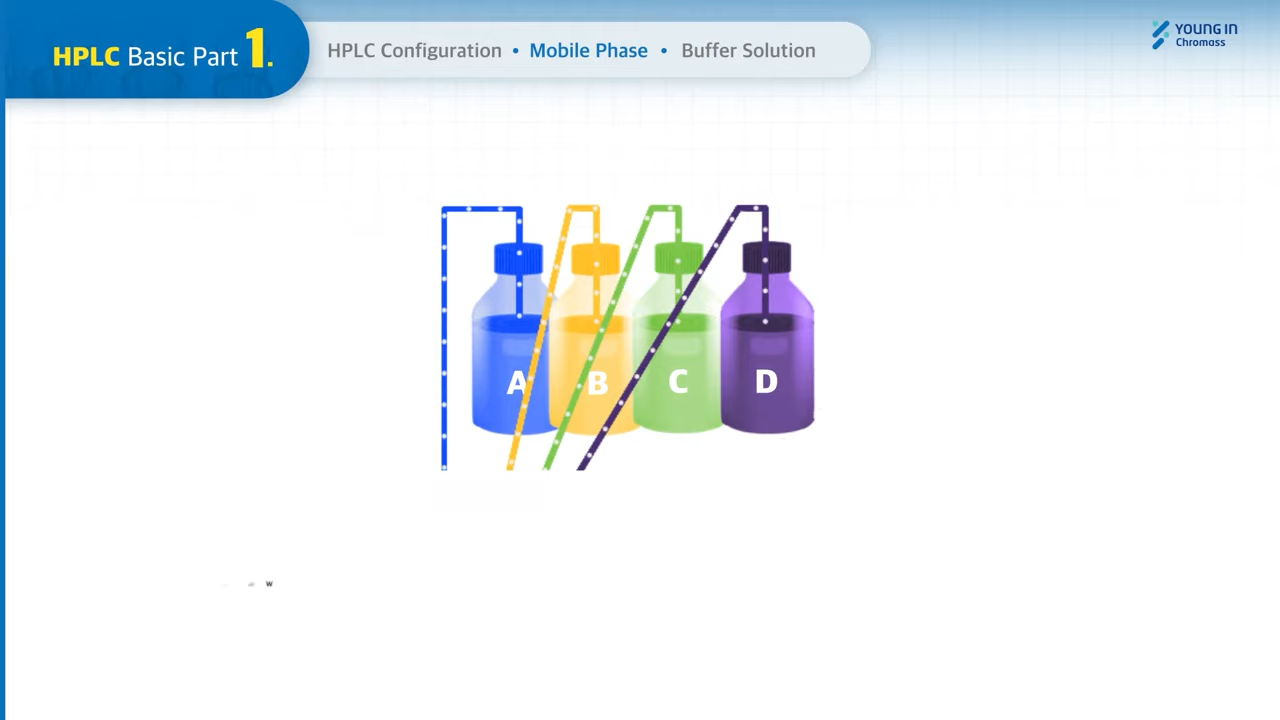 HPLC Basic Part 1.
HPLC Configuration • Mobile Phase • Buffer Solution
YOUNG IN
Chromass
A B C D
w